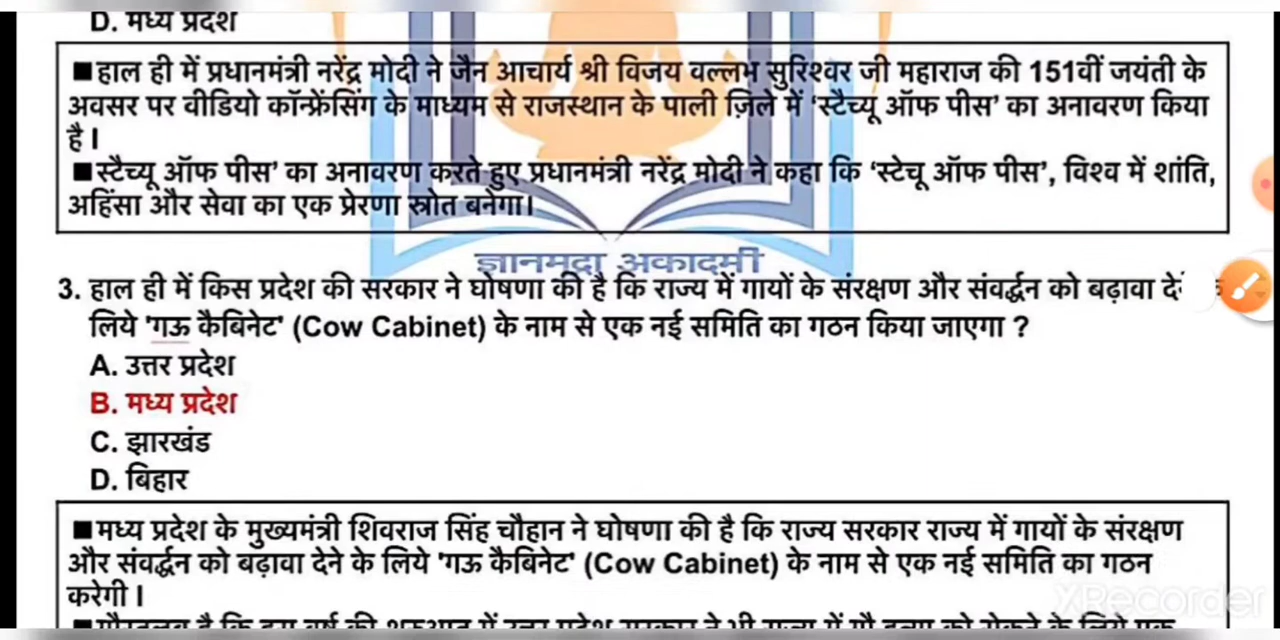 D. मध्य प्रदेश
■हाल ही में प्रधानमंत्री नरेंद्र मोदी ने जैन आचार्य श्री विजय वल्लभ सुरिश्वर जी महाराज की 151वीं जयंती के
अवसर पर वीडियो कॉन्फ्रेंसिंग के माध्यम से राजस्थान के पाली ज़िले में 'स्टैच्यू ऑफ पीस' का अनावरण किया
है।
■स्टैच्यू ऑफ पीस' का अनावरण करते हुए प्रधानमंत्री नरेंद्र मोदी ने कहा कि 'स्टेचू ऑफ पीस', विश्व में शांति,
अहिंसा और सेवा का एक प्रेरणा स्रोत बनेगा।
ज्ञानमुद्रा अकादमी
3. हाल ही में किस प्रदेश की सरकार ने घोषणा की है कि राज्य में गायों के संरक्षण और संवर्द्धन को बढ़ावा
लिये 'गऊ कैबिनेट' (Cow Cabinet) के नाम से एक नई समिति का गठन किया जाएगा ?
A. उत्तर प्रदेश
B. मध्य प्रदेश
C. झारखंड
D. बिहार
■मध्य प्रदेश के मुख्यमंत्री शिवराज सिंह चौहान ने घोषणा की है कि राज्य सरकार राज्य में गायों के संरक्षण
और संवर्द्धन को बढ़ावा देने के लिये 'गऊ कैबिनेट' (Cow Cabinet) के नाम से एक नई समिति का गठन
करेगी।
XRecorder